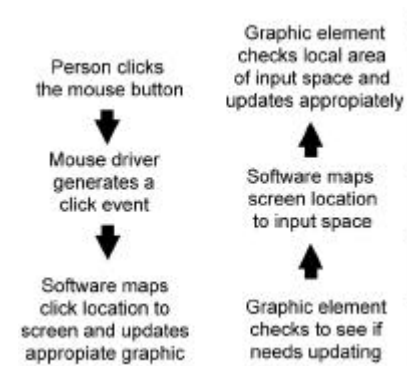 Person clicks
the mouse button
Mouse driver
generates a
click event
Software maps
click location to
screen and updates
appropiate graphic
Graphic element
checks local area
of input space and
updates appropiately
Software maps
screen location
to input space
Graphic element
checks to see if
needs updating